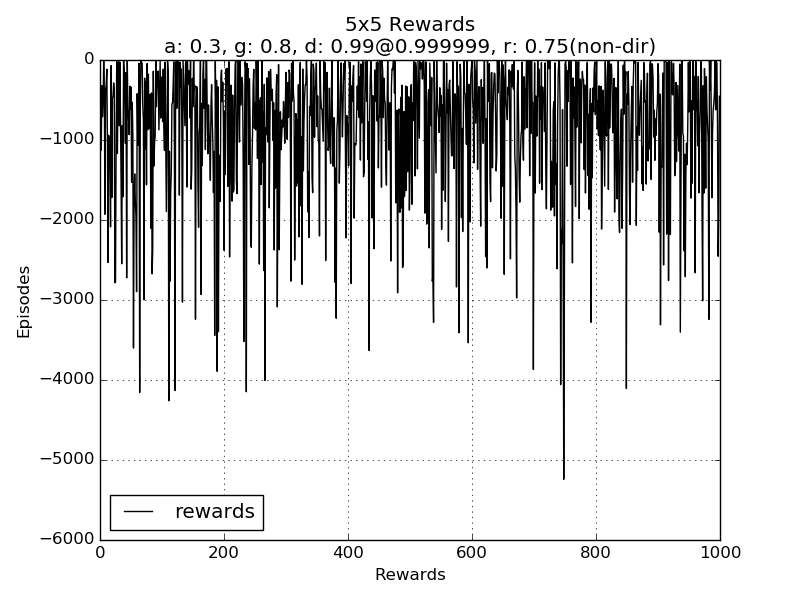 5x5 Rewards
a: 0.3, g: 0.8, d: 0.99@0.999999, r: 0.75(non-dir)
0
−1000
−2000
−3000
−4000
−5000
−6000
Episodes
rewards
0 200 400 600 800 1000
Rewards